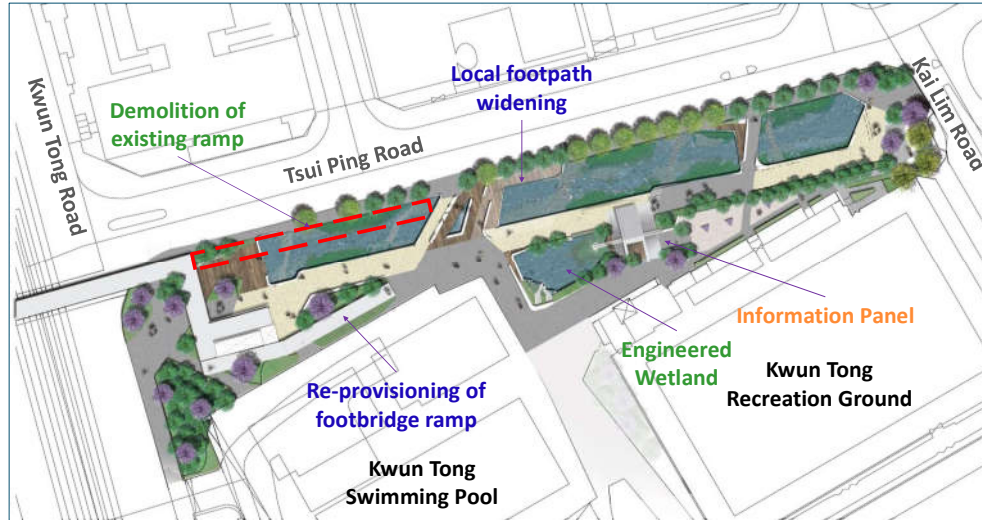 Kwun Tong Road
Demolition of
existing ramp
Tsui Ping Road
Local footpath
widening
Kai Lim Road
Information Panel
Engineered
Wetland
Kwun Tong
Recreation Ground
Re-provisioning of
footbridge ramp
Kwun Tong
Swimming Pool